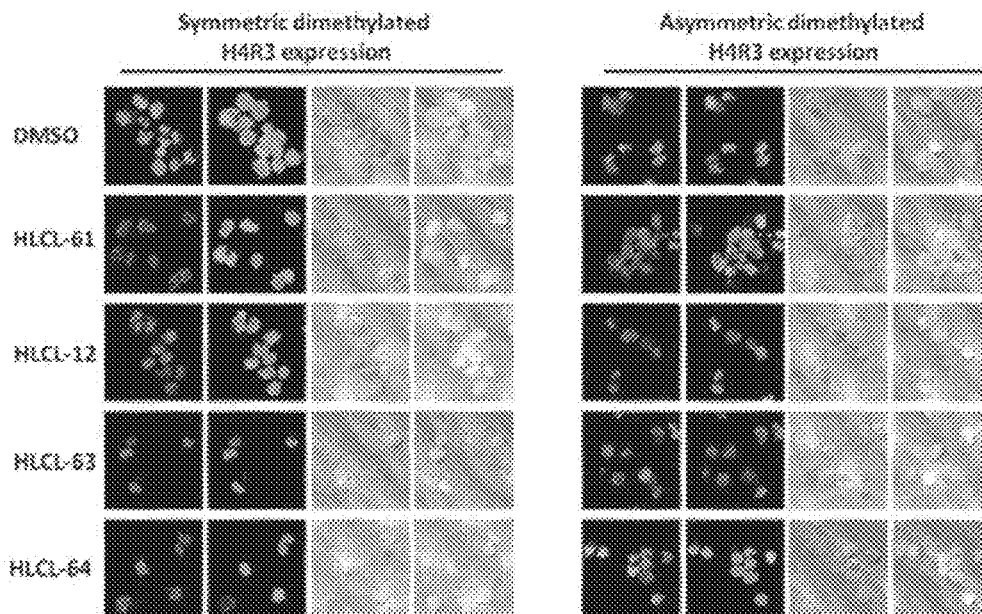 Symmetric dimethylated
H4R3 expression
Asymmetric dimethylated
H4R3 expression
DMSO
HLCL-61
HLCL-12
HLCL-63
HLCL-64